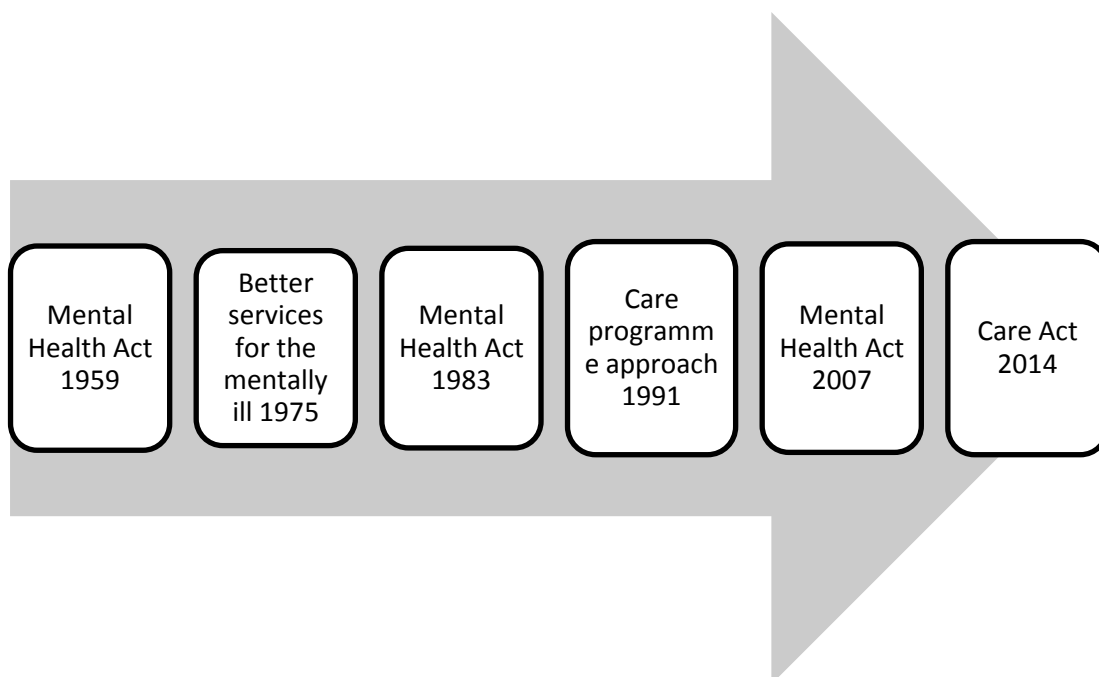 Mental
Health Act
1959
Better
services
for the
mentally
ill 1975
Mental
Health Act
1983
Care
programm
e approach
1991
Mental
Health Act
2007
Care Act
2014